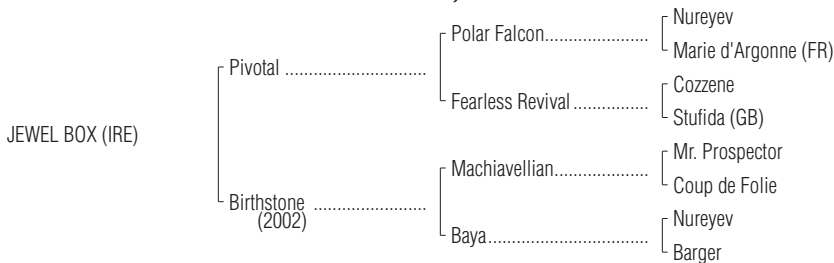 Nureyev
Polar Falcon.....................
Marie d'Argonne (FR)
Pivotal .............................
Cozzene
Fearless Revival ................
Stufida (GB)
JEWEL BOX (IRE)
Mr. Prospector
Machiavellian....................
Coup de Folie
Birthstone .......................
(2002)
Nureyev
Baya..................................
Barger